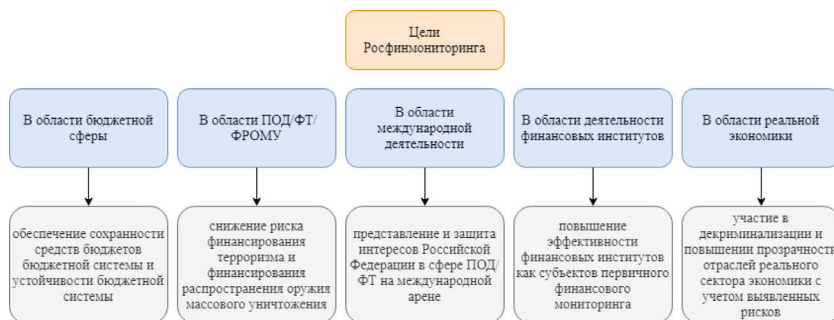 Цели
Росфинмониторинга
В области бюджетной
сферы
В области ПОД/ФТ/
ФРОМУ
В области
международной
деятельности
В области деятельности
финансовых институтов
В области реальной
экономики
обеспечение сохранности
средств бюджетов
бюджетной системы и
устойчивости бюджетной
системы
снижение риска
финансирования
терроризма и
финансирования
распространения оружия
массового уничтожения
представление и защита
интересов Российской
Федерации в сфере ПОД/
ФТ на международной
арене
повышение
эффективности
финансовых институтов
как субъектов первичного
финансового
мониторинга
участие в
декриминализации и
повышении прозрачности
отраслей реального
сектора экономики с
учетом выявленных
рисков